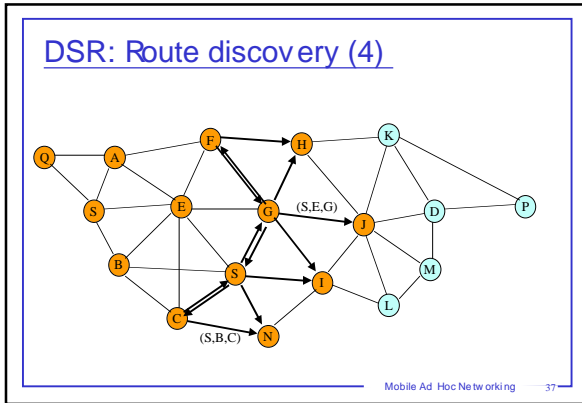 DSR: Route discovery (4)
K
F
H
Q
A
(S,E,G)
S
E
G
D
P
J
B
S
I
M
L
C
(S,B,C)
N
Mobile Ad Hoc Networking 37